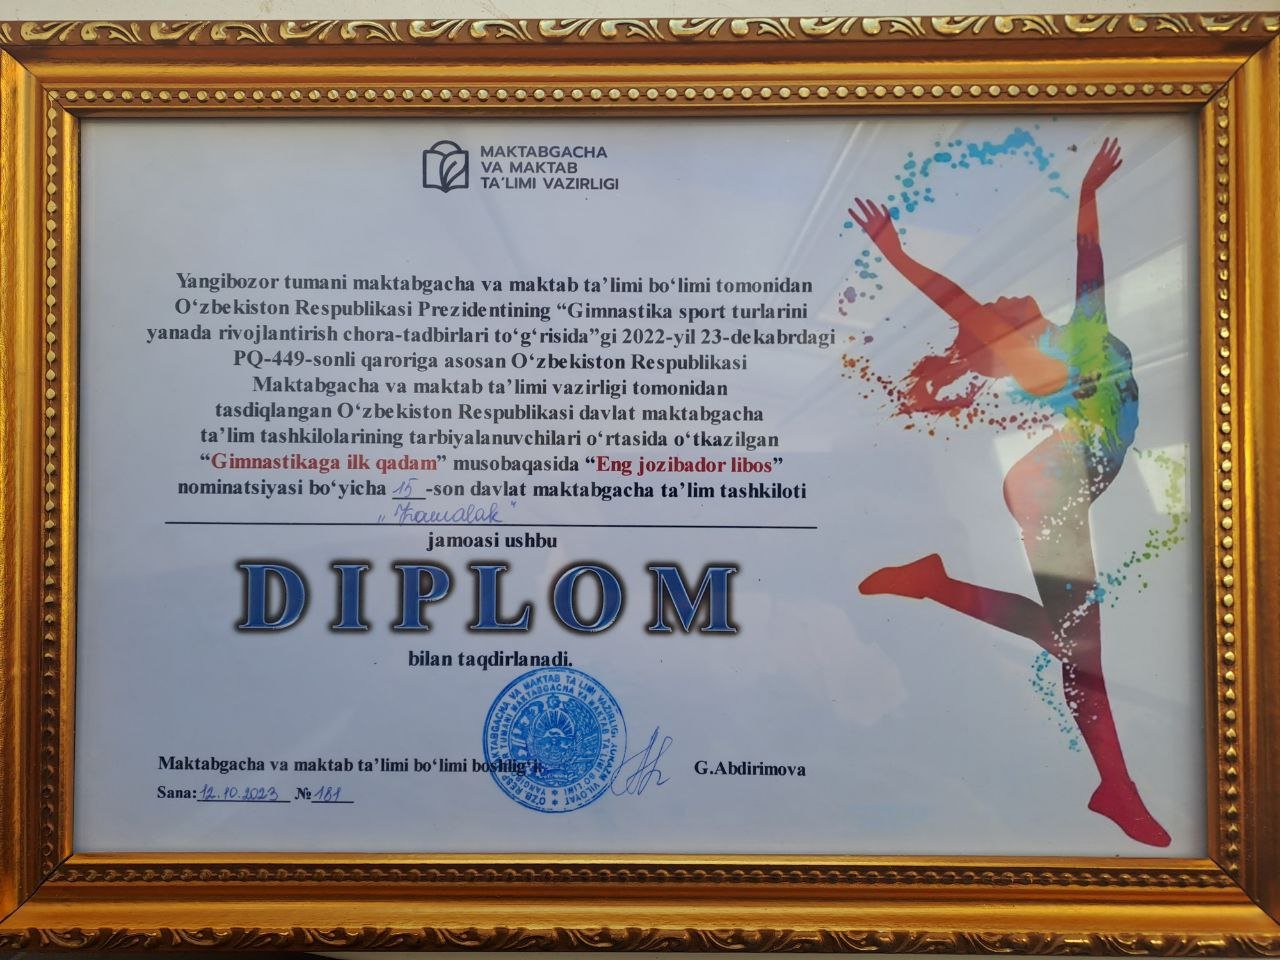 MAKTABGACHA
VA MAKTAB
TA'LIMI VAZIRLIGI
Yangibozor tumani maktabgacha va maktab ta’limi bo‘limi tomonidan
O‘zbekiston Respublikasi Prezidentining “Gimnastika sport turlarini
yanada rivojlantirish chora-tadbirlari to‘g‘risida”gi 2022-yil 23-dekabrdagi
PQ-449-sonli qaroriga asosan O‘zbekiston Respublikasi
Maktabgacha va maktab ta’limi vazirligi tomonidan
tasdiqlangan O‘zbekiston Respublikasi davlat maktabgacha
ta’lim tashkilolarining tarbiyalanuvchilari o‘rtasida o‘tkazilgan
“Gimnastikaga ilk qadam” musobaqasida “Eng jozibador libos”
nominatsiyasi bo‘yicha 15-son davlat maktabgacha ta’lim tashkiloti
„Kamalak“
jamoasi ushbu
DIPLOM
bilan taqdirlanadi.
Maktabgacha va maktab ta’limi bo‘limi boshlig‘i G.Abdirimova
Sana: 12.10.2023 № 181